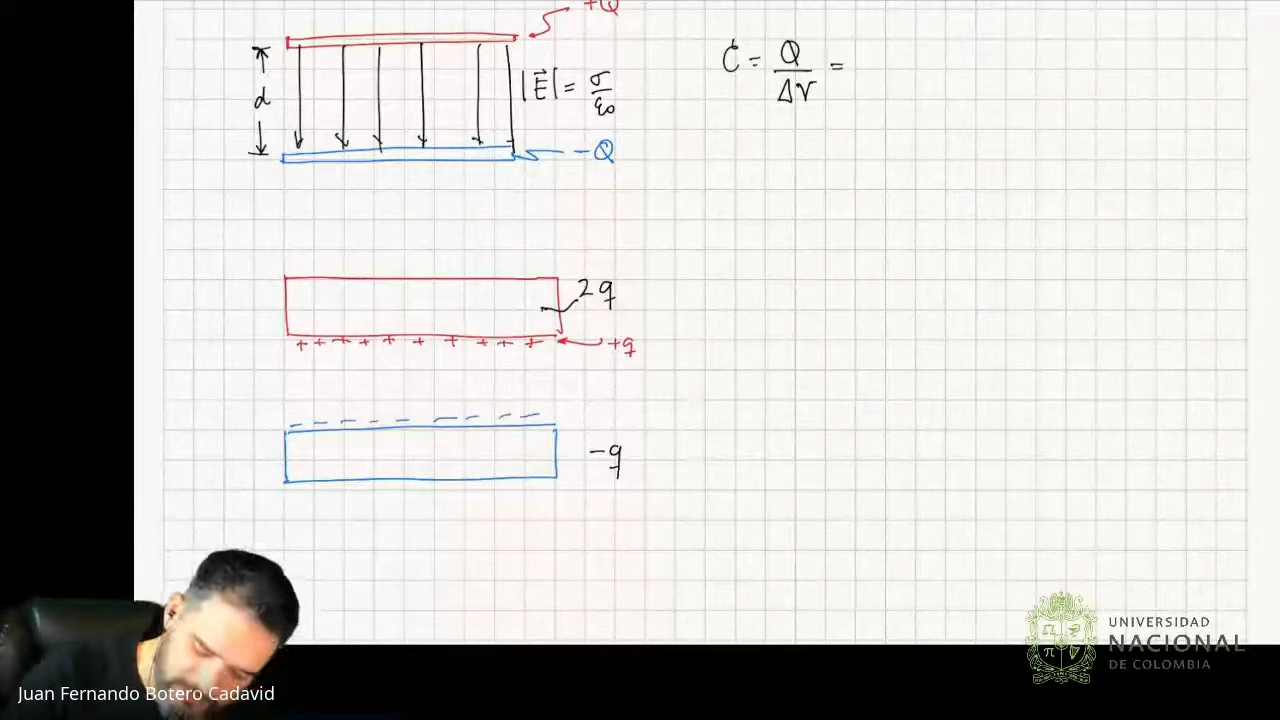 +Q
d
|E⃗| = σ/ε₀
-Q
Ċ = Q/ΔV =
2q
+ + + + + + + + + +
+q
- - - - - - - - -
-q
UNIVERSIDAD
NACIONAL
DE COLOMBIA
Juan Fernando Botero Cadavid